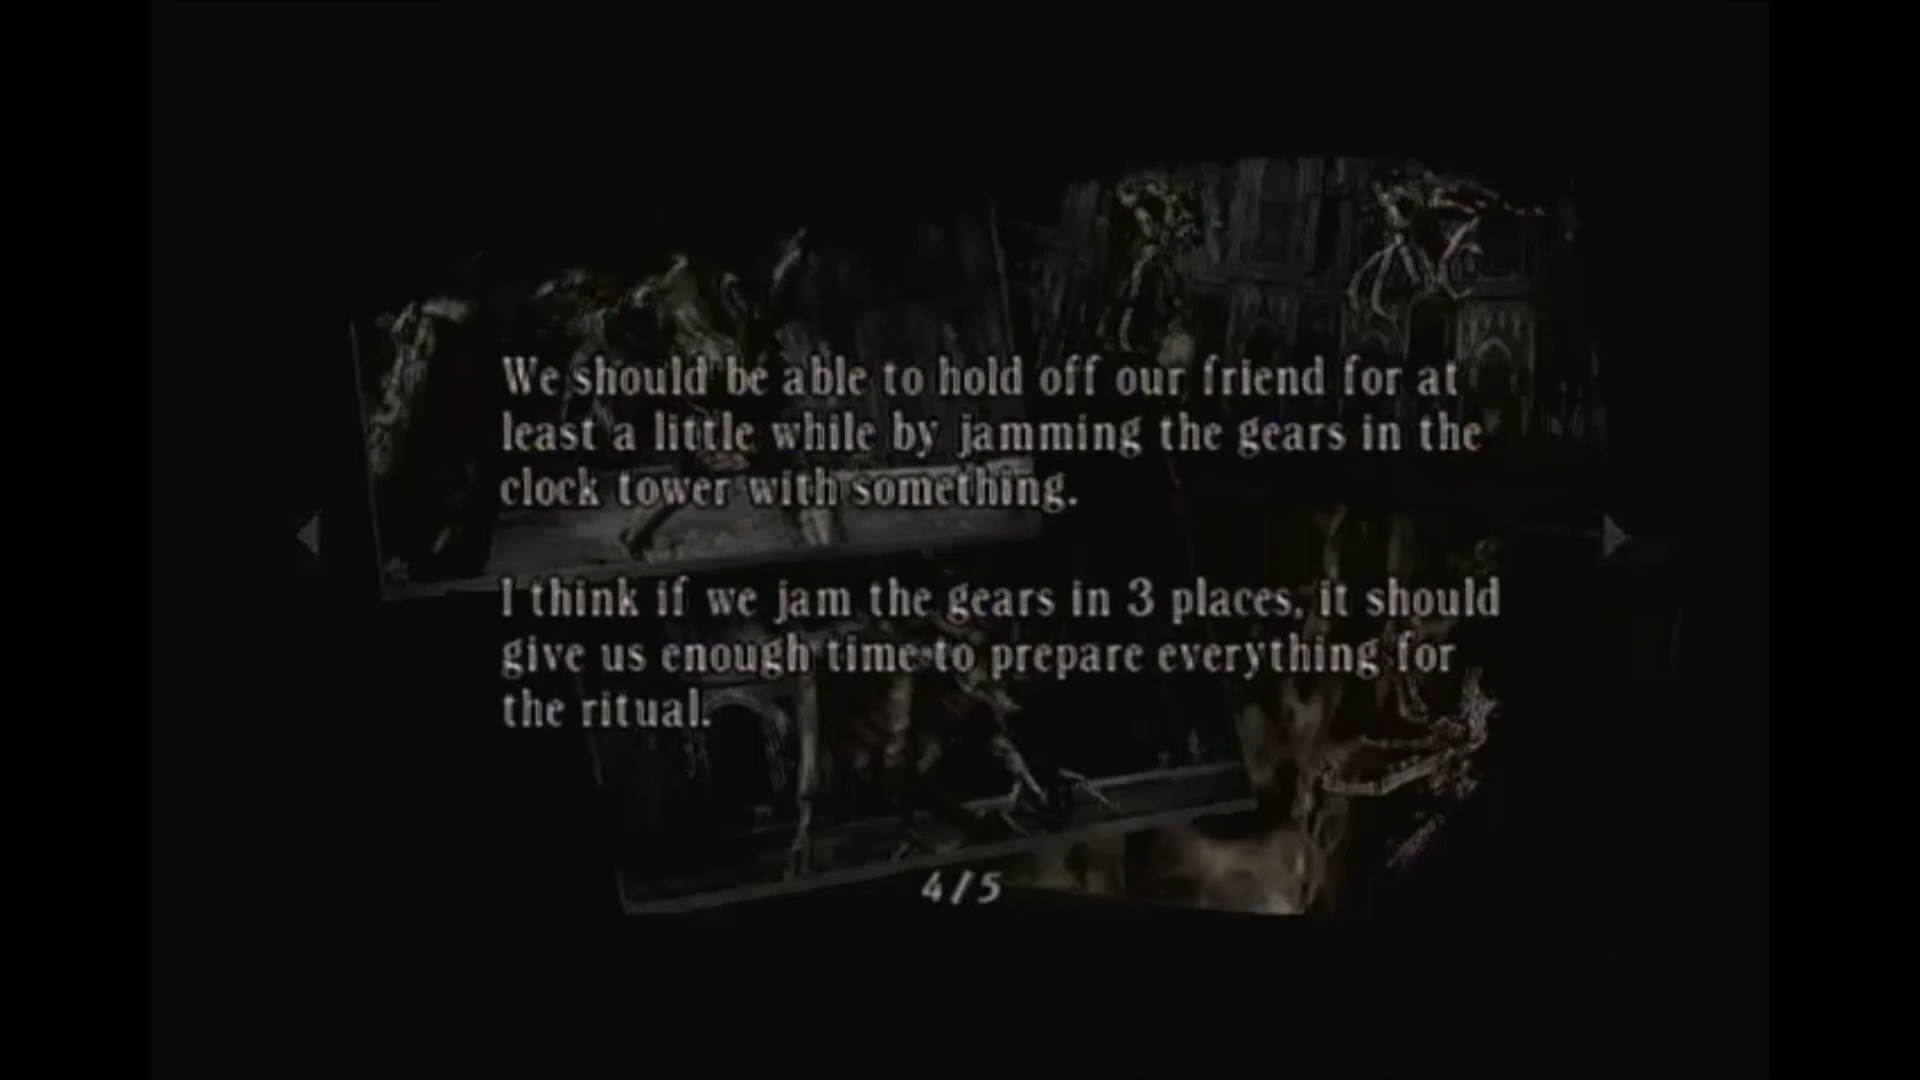 We should be able to hold off our friend for at
least a little while by jamming the gears in the
clock tower with something.
I think if we jam the gears in 3 places, it should
give us enough time to prepare everything for
the ritual.
4/5